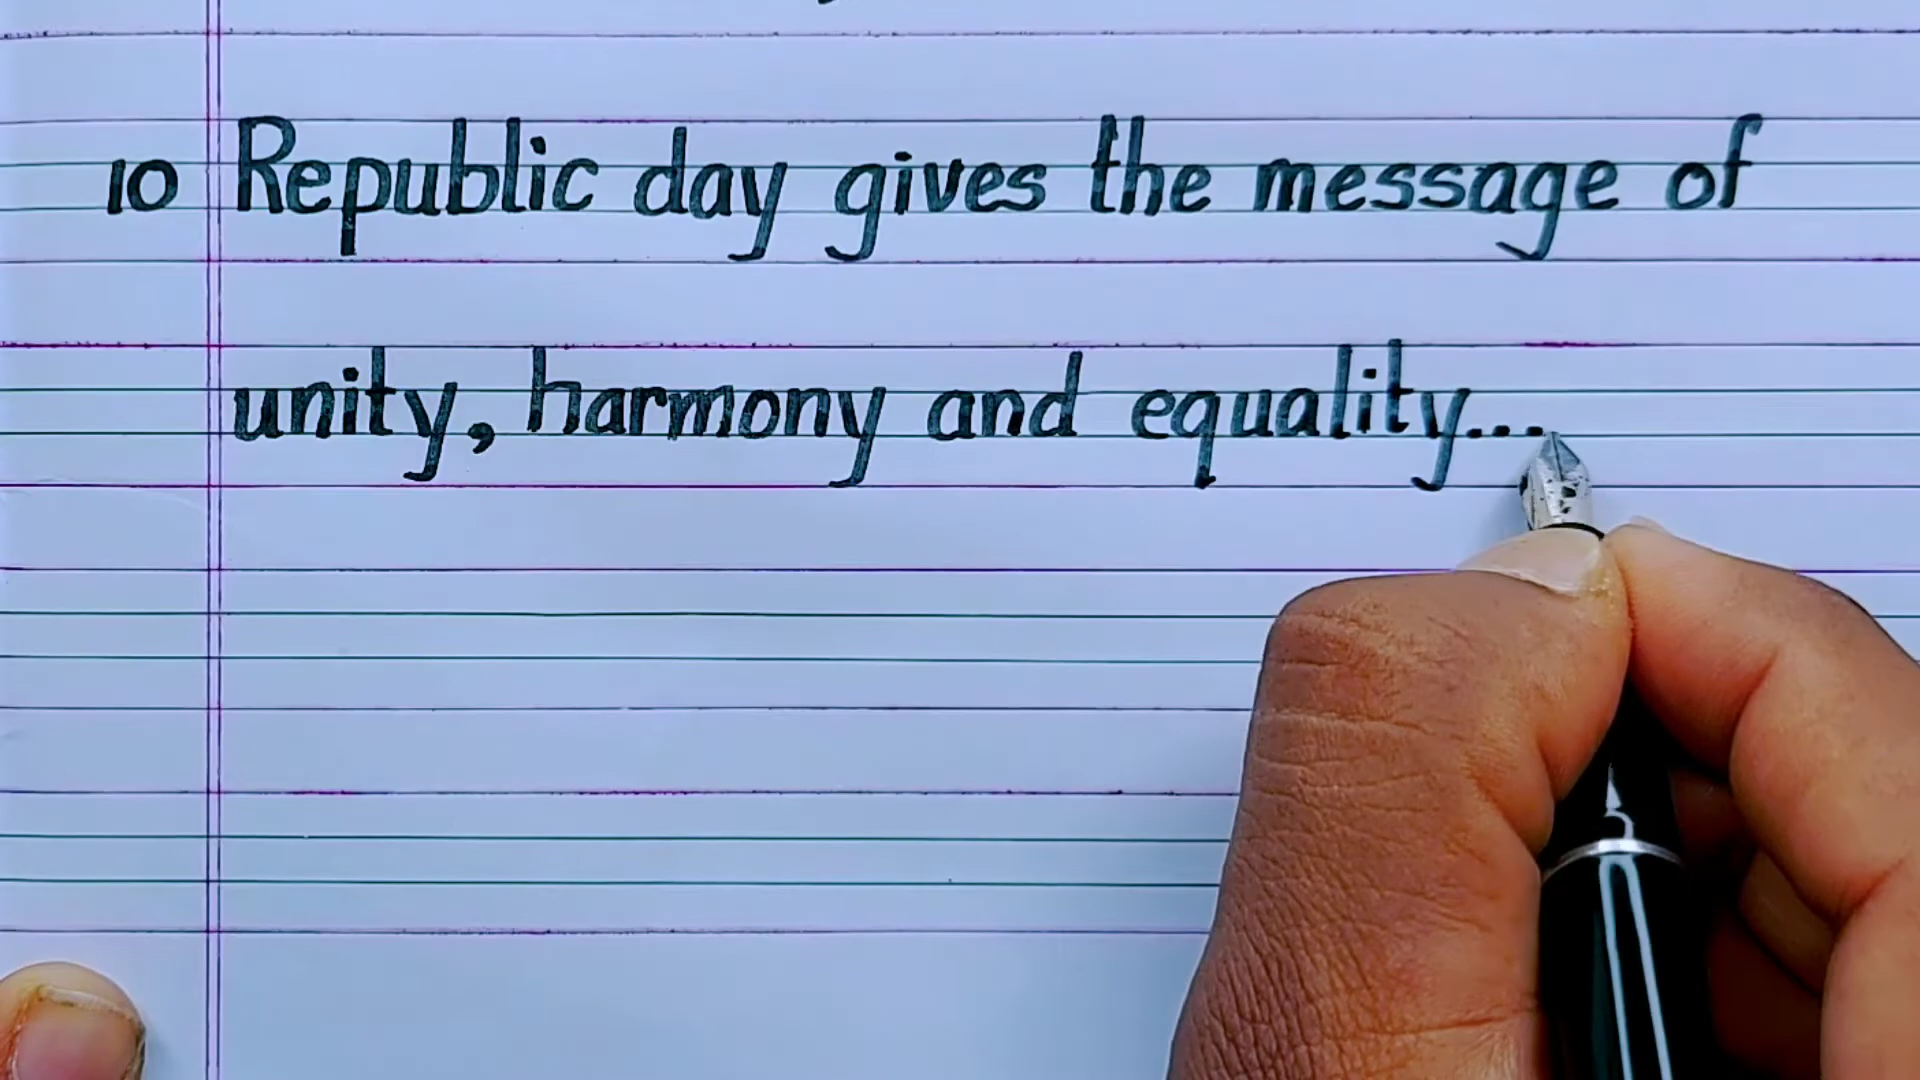 10 Republic day gives the message of
unity, harmony and equality...